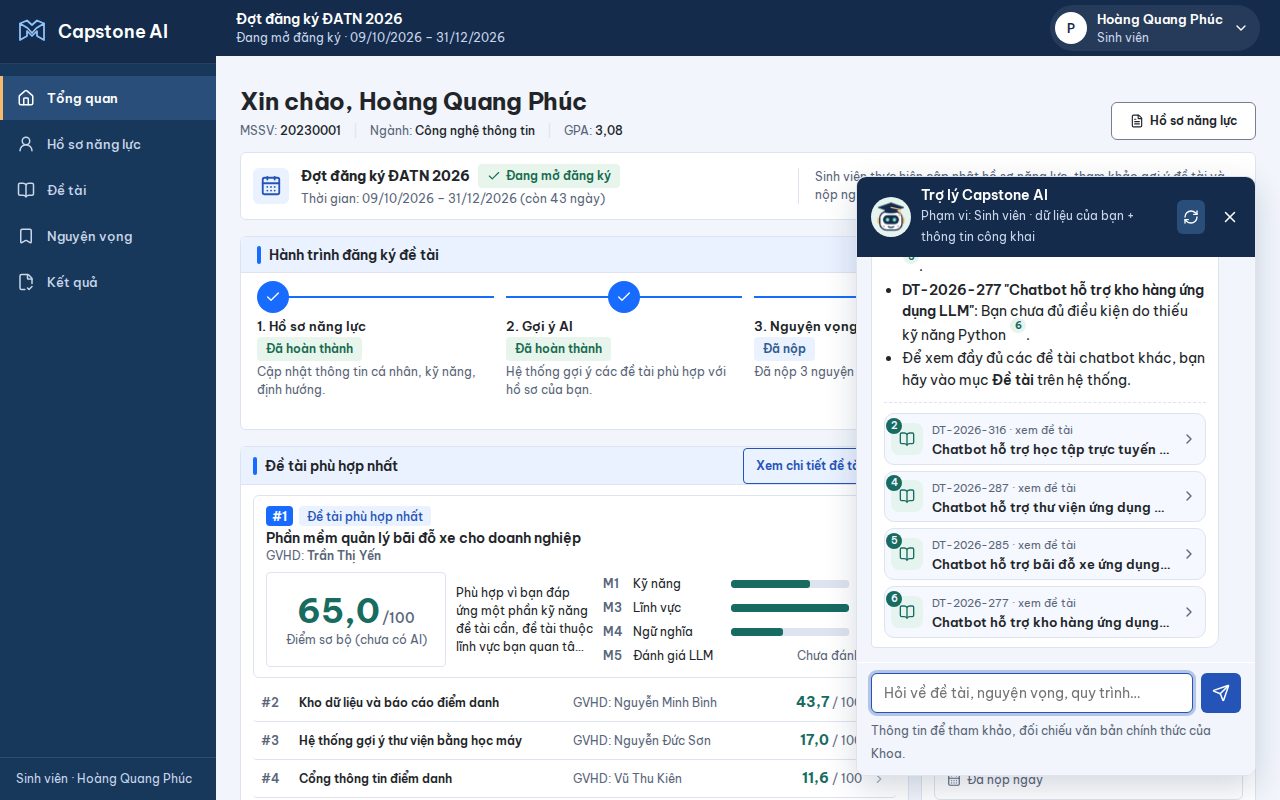 Capstone AI
Đợt đăng ký ĐATN 2026
Đang mở đăng ký · 09/10/2026 – 31/12/2026
P
Hoàng Quang Phúc
Sinh viên
Tổng quan
Hồ sơ năng lực
Đề tài
Nguyện vọng
Kết quả
Sinh viên · Hoàng Quang Phúc
Xin chào, Hoàng Quang Phúc
MSSV: 20230001
Ngành: Công nghệ thông tin
GPA: 3,08
Hồ sơ năng lực
Đợt đăng ký ĐATN 2026
Đang mở đăng ký
Thời gian: 09/10/2026 – 31/12/2026 (còn 43 ngày)
Sinh viên thực hiện cập nhật hồ sơ năng lực, tham khảo gợi ý đề tài và
nộp
Hành trình đăng ký đề tài
1. Hồ sơ năng lực
Đã hoàn thành
Cập nhật thông tin cá nhân, kỹ năng,
định hướng.
2. Gợi ý AI
Đã hoàn thành
Hệ thống gợi ý các đề tài phù hợp với
hồ sơ của bạn.
3. Nguyện vọng
Đã nộp
Đã nộp 3 nguyện
Đề tài phù hợp nhất
Xem chi tiết đề
#1
Đề tài phù hợp nhất
Phần mềm quản lý bãi đỗ xe cho doanh nghiệp
GVHD: Trần Thị Yến
65,0 /100
Điểm sơ bộ (chưa có AI)
Phù hợp vì bạn đáp
ứng một phần kỹ năng
đề tài cần, đề tài thuộc
lĩnh vực bạn quan tâ...
M1 Kỹ năng
M3 Lĩnh vực
M4 Ngữ nghĩa
M5 Đánh giá LLM
Chưa
#2 Kho dữ liệu và báo cáo điểm danh GVHD: Nguyễn Minh Bình 43,7 / 100
#3 Hệ thống gợi ý thư viện bằng học máy GVHD: Nguyễn Đức Sơn 17,0 / 100
#4 Cổng thông tin điểm danh GVHD: Vũ Thu Kiên 11,6 / 100
Đã nộp ngày
Trợ lý Capstone AI
Phạm vi: Sinh viên · dữ liệu của bạn +
thông tin công khai
.
• DT-2026-277 "Chatbot hỗ trợ kho hàng ứng
dụng LLM": Bạn chưa đủ điều kiện do thiếu
kỹ năng Python 6 .
• Để xem đầy đủ các đề tài chatbot khác, bạn
hãy vào mục Đề tài trên hệ thống.
2
DT-2026-316 · xem đề tài
Chatbot hỗ trợ học tập trực tuyến ...
4
DT-2026-287 · xem đề tài
Chatbot hỗ trợ thư viện ứng dụng ...
5
DT-2026-285 · xem đề tài
Chatbot hỗ trợ bãi đỗ xe ứng dụng...
6
DT-2026-277 · xem đề tài
Chatbot hỗ trợ kho hàng ứng dụng...
Hỏi về đề tài, nguyện vọng, quy trình...
Thông tin để tham khảo, đối chiếu văn bản chính thức của
Khoa.